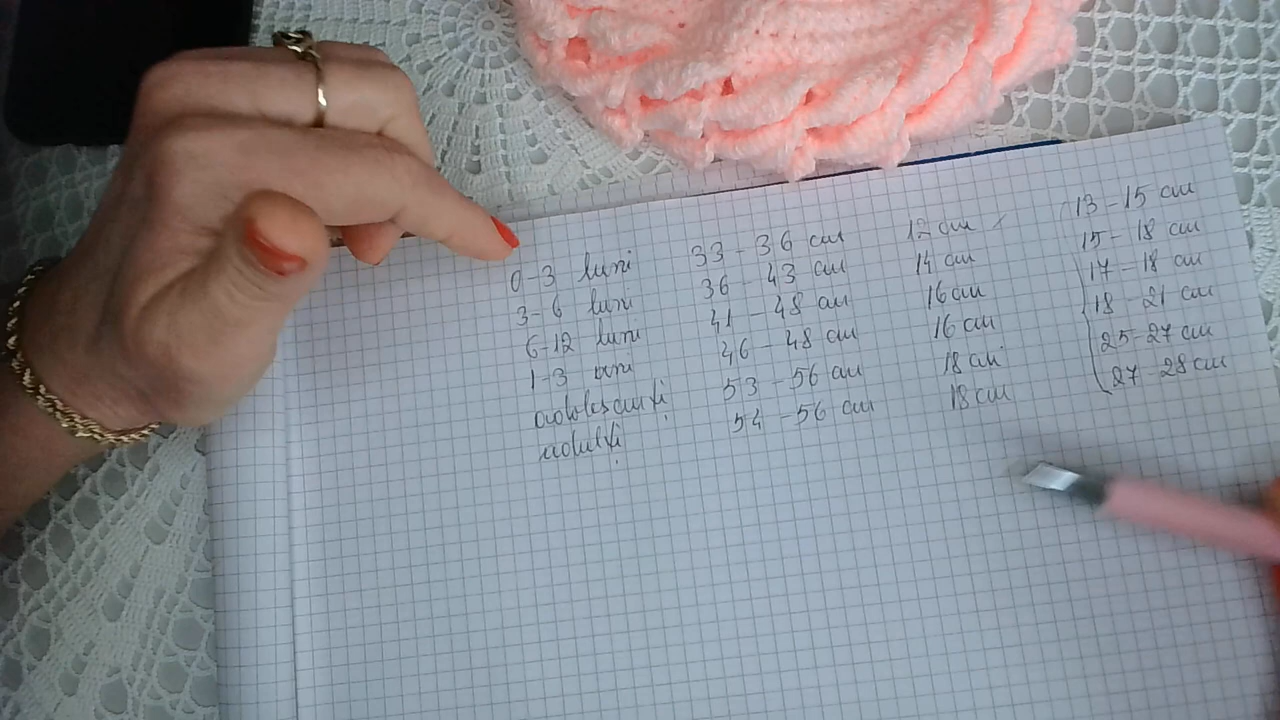 0-3 luni 33-36 cm 12 cm 13-15 cm
3-6 luni 36-43 cm 14 cm 15-18 cm
6-12 luni 41-48 cm 16 cm 17-18 cm
1-3 ani 46-48 cm 16 cm 18-21 cm
adolescenți 53-56 cm 18 cm 25-27 cm
adulți 54-56 cm 18 cm 27-28 cm